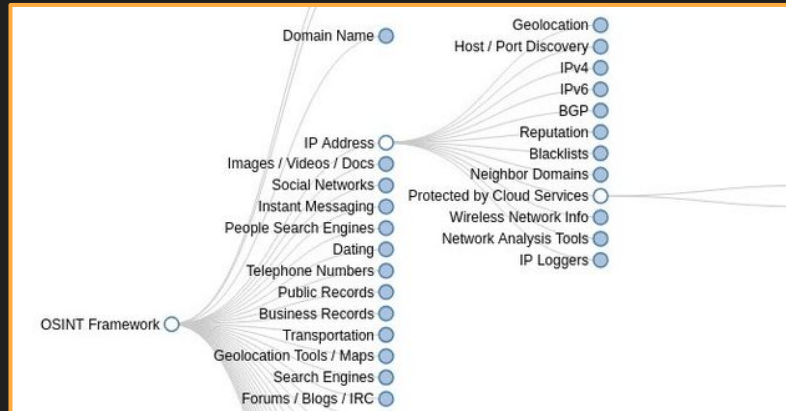 Domain Name
IP Address
Images / Videos / Docs
Social Networks
Instant Messaging
People Search Engines
Dating
Telephone Numbers
Public Records
Business Records
OSINT Framework
Transportation
Geolocation Tools / Maps
Search Engines
Forums / Blogs / IRC
Geolocation
Host / Port Discovery
IPv4
IPv6
BGP
Reputation
Blacklists
Neighbor Domains
Protected by Cloud Services
Wireless Network Info
Network Analysis Tools
IP Loggers